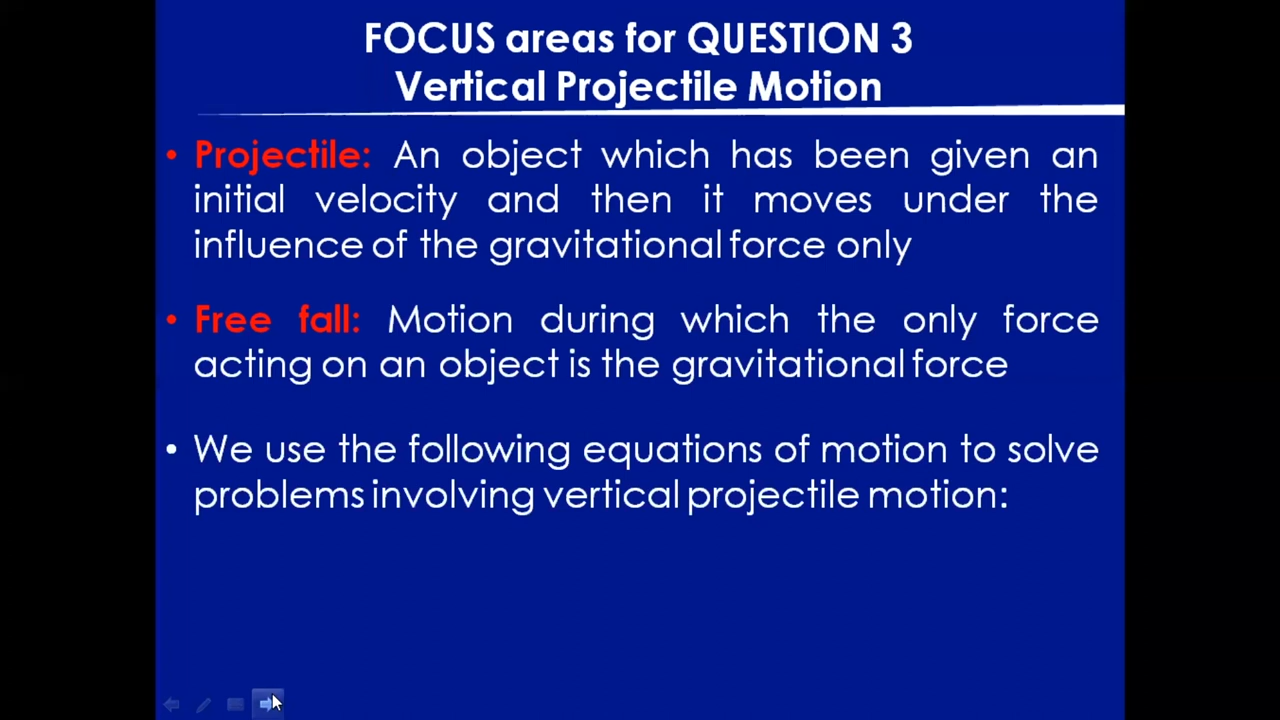 FOCUS areas for QUESTION 3
Vertical Projectile Motion
• Projectile: An object which has been given an
initial velocity and then it moves under the
influence of the gravitational force only
• Free fall: Motion during which the only force
acting on an object is the gravitational force
• We use the following equations of motion to solve
problems involving vertical projectile motion: